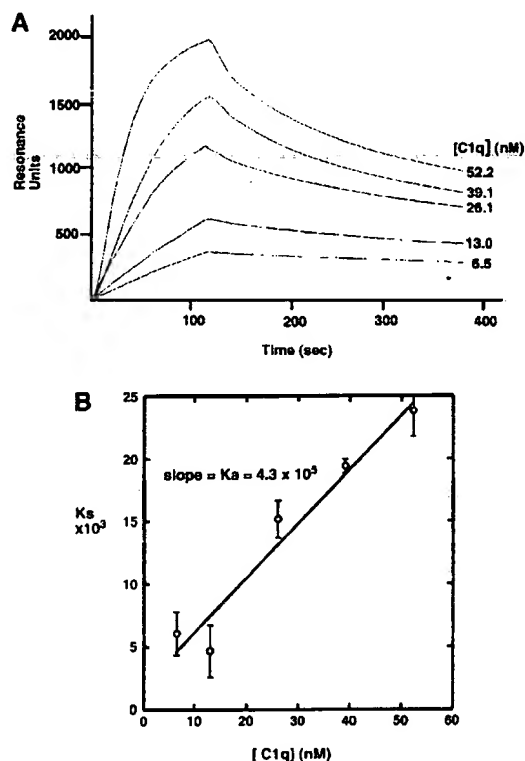 A
2000
1500
1000
500
Resonance
Units
[C1q] (nM)
52.2
39.1
26.1
13.0
6.5
100
200
300
400
Time (sec)
B
25
20
15
10
5
0
slope = Ka = 4.3 x 10⁵
Ks
x10³
0
10
20
30
40
50
60
[ C1q] (nM)